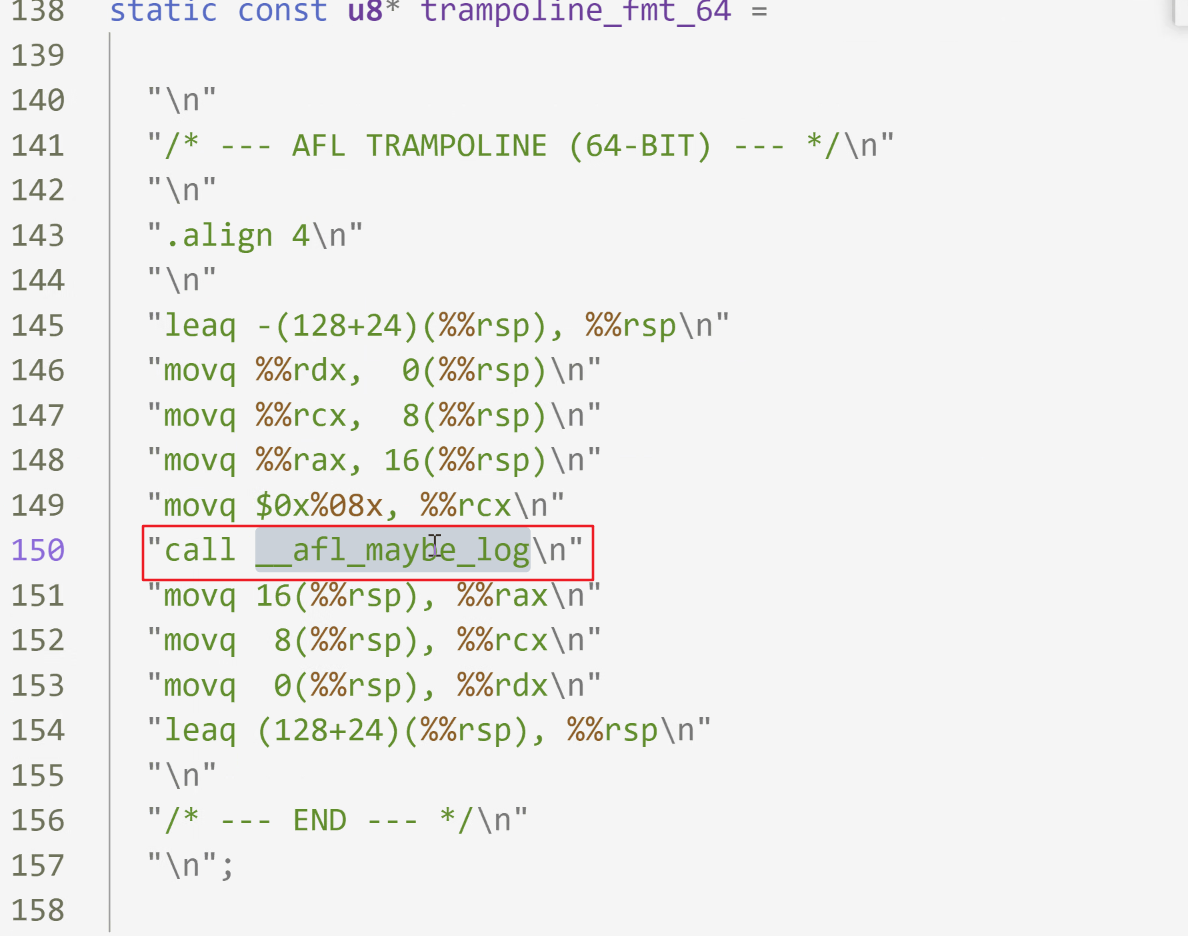 138 static const u8* trampoline_fmt_64 =
139
140 "\n"
141 "/* --- AFL TRAMPOLINE (64-BIT) --- */\n"
142 "\n"
143 ".align 4\n"
144 "\n"
145 "leaq -(128+24)(%%rsp), %%rsp\n"
146 "movq %%rdx,  0(%%rsp)\n"
147 "movq %%rcx,  8(%%rsp)\n"
148 "movq %%rax, 16(%%rsp)\n"
149 "movq $0x%08x, %%rcx\n"
150 "call __afl_maybe_log\n"
151 "movq 16(%%rsp), %%rax\n"
152 "movq  8(%%rsp), %%rcx\n"
153 "movq  0(%%rsp), %%rdx\n"
154 "leaq (128+24)(%%rsp), %%rsp\n"
155 "\n"
156 "/* --- END --- */\n"
157 "\n";
158